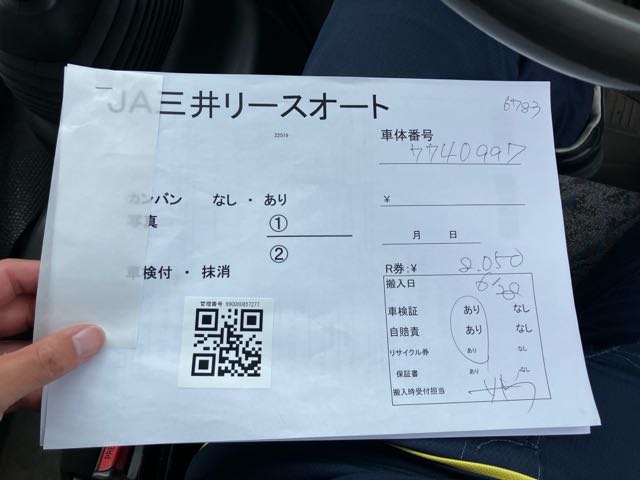 JA三井リースオート
6783
22519
車体番号
7740997
カンバン なし・あり
¥
写真 ①
月 日
②
R券:¥ 8.050
車検付・抹消
搬入日
管理番号 990000857277
車検証 あり なし
自賠責 あり なし
リサイクル券 あり なし
保証書 あり なし
搬入時受付担当